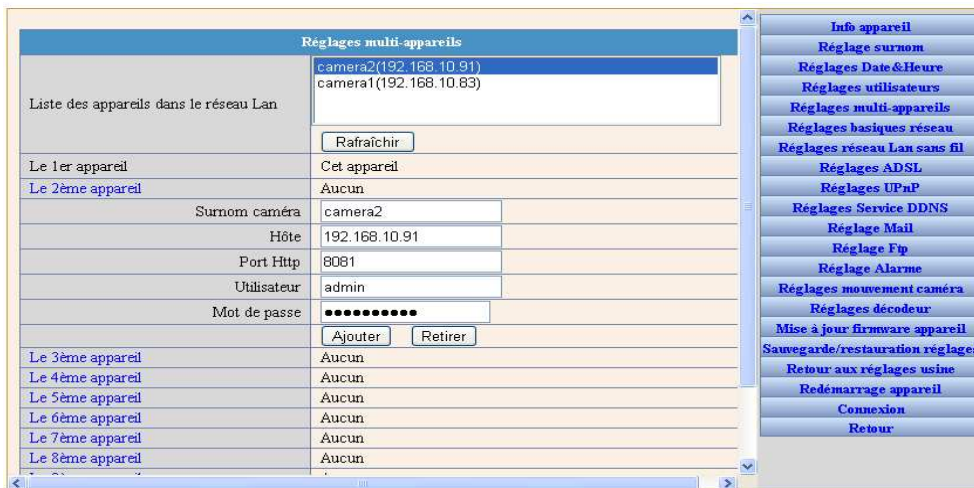 Réglages multi-appareils
Liste des appareils dans le réseau Lan
camera2(192.168.10.91)
camera1(192.168.10.83)
Rafraîchir
Le 1er appareil Cet appareil
Le 2ème appareil Aucun
Surnom caméra camera2
Hôte 192.168.10.91
Port Http 8081
Utilisateur admin
Mot de passe ●●●●●●●●●●
Ajouter Retirer
Le 3ème appareil Aucun
Le 4ème appareil Aucun
Le 5ème appareil Aucun
Le 6ème appareil Aucun
Le 7ème appareil Aucun
Le 8ème appareil Aucun
Info appareil
Réglage surnom
Réglages Date&Heure
Réglages utilisateurs
Réglages multi-appareils
Réglages basiques réseau
Réglages réseau Lan sans fil
Réglages ADSL
Réglages UPnP
Réglages Service DDNS
Réglage Mail
Réglage Ftp
Réglage Alarme
Réglages mouvement caméra
Réglages décodeur
Mise à jour firmware appareil
Sauvegarde/restauration réglages
Retour aux réglages usine
Redémarrage appareil
Connexion
Retour